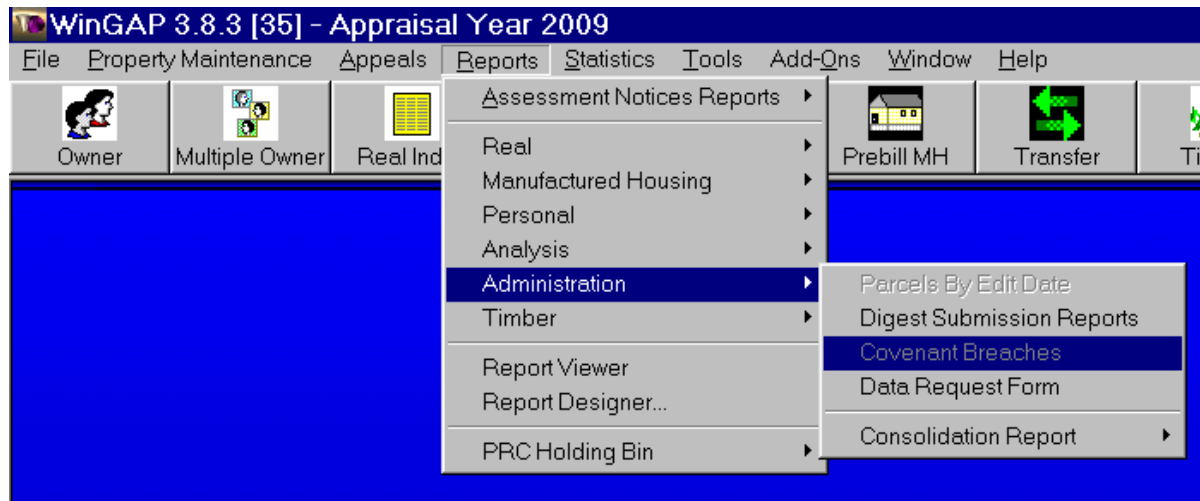 WinGAP 3.8.3 [35] - Appraisal Year 2009
File Property Maintenance Appeals Reports Statistics Tools Add-Ons Window Help
Owner Multiple Owner Real Ind Prebill MH Transfer Ti
Assessment Notices Reports
Real
Manufactured Housing
Personal
Analysis
Administration
Timber
Report Viewer
Report Designer...
PRC Holding Bin
Parcels By Edit Date
Digest Submission Reports
Covenant Breaches
Data Request Form
Consolidation Report